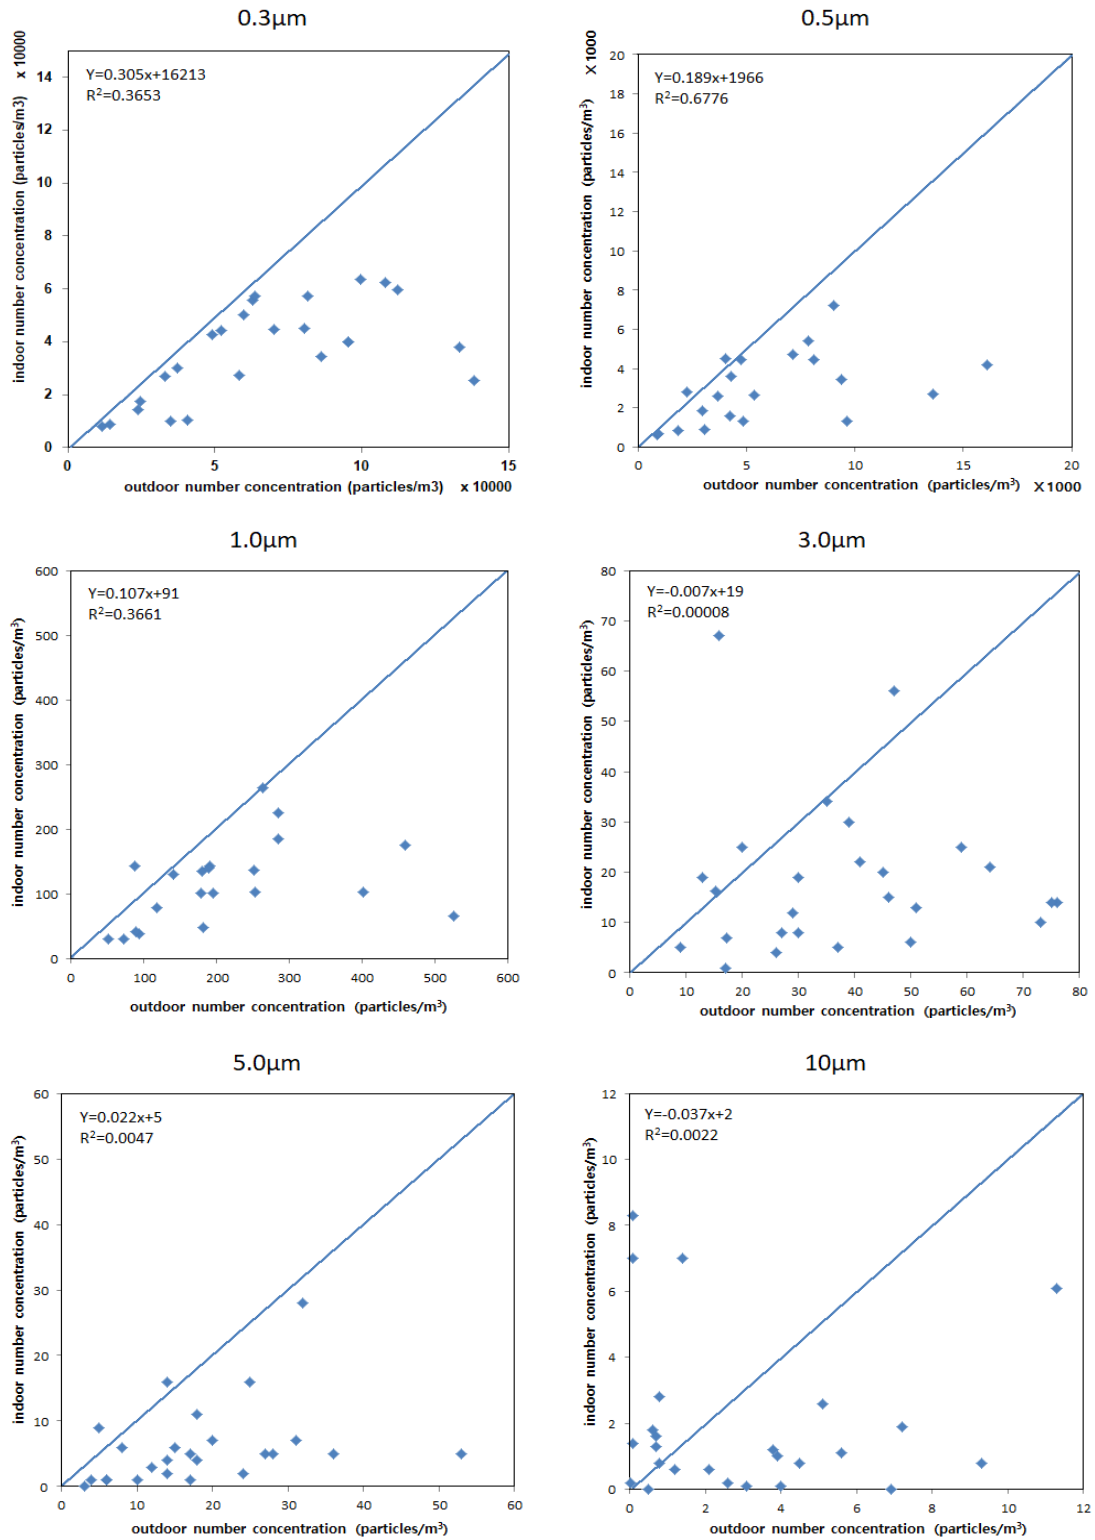 0.3μm
x 10000
Y=0.305x+16213
R²=0.3653
indoor number concentration (particles/m3)
14
12
10
8
6
4
2
0
0 5 10 15
outdoor number concentration (particles/m3) x 10000
0.5μm
X 1000
Y=0.189x+1966
R²=0.6776
indoor number concentration (particles/m³)
20
18
16
14
12
10
8
6
4
2
0
0 5 10 15 20
outdoor number concentration (particles/m³) X1000
1.0μm
Y=0.107x+91
R²=0.3661
indoor number concentration (particles/m³)
600
500
400
300
200
100
0
0 100 200 300 400 500 600
outdoor number concentration (particles/m³)
3.0μm
Y=-0.007x+19
R²=0.00008
indoor number concentration (particles/m³)
80
70
60
50
40
30
20
10
0
0 10 20 30 40 50 60 70 80
outdoor number concentration (particles/m³)
5.0μm
Y=0.022x+5
R²=0.0047
indoor number concentration (particles/m³)
60
50
40
30
20
10
0
0 10 20 30 40 50 60
outdoor number concentration (particles/m³)
10μm
Y=-0.037x+2
R²=0.0022
indoor number concentration (particles/m³)
12
10
8
6
4
2
0
0 2 4 6 8 10 12
outdoor number concentration (particles/m³)